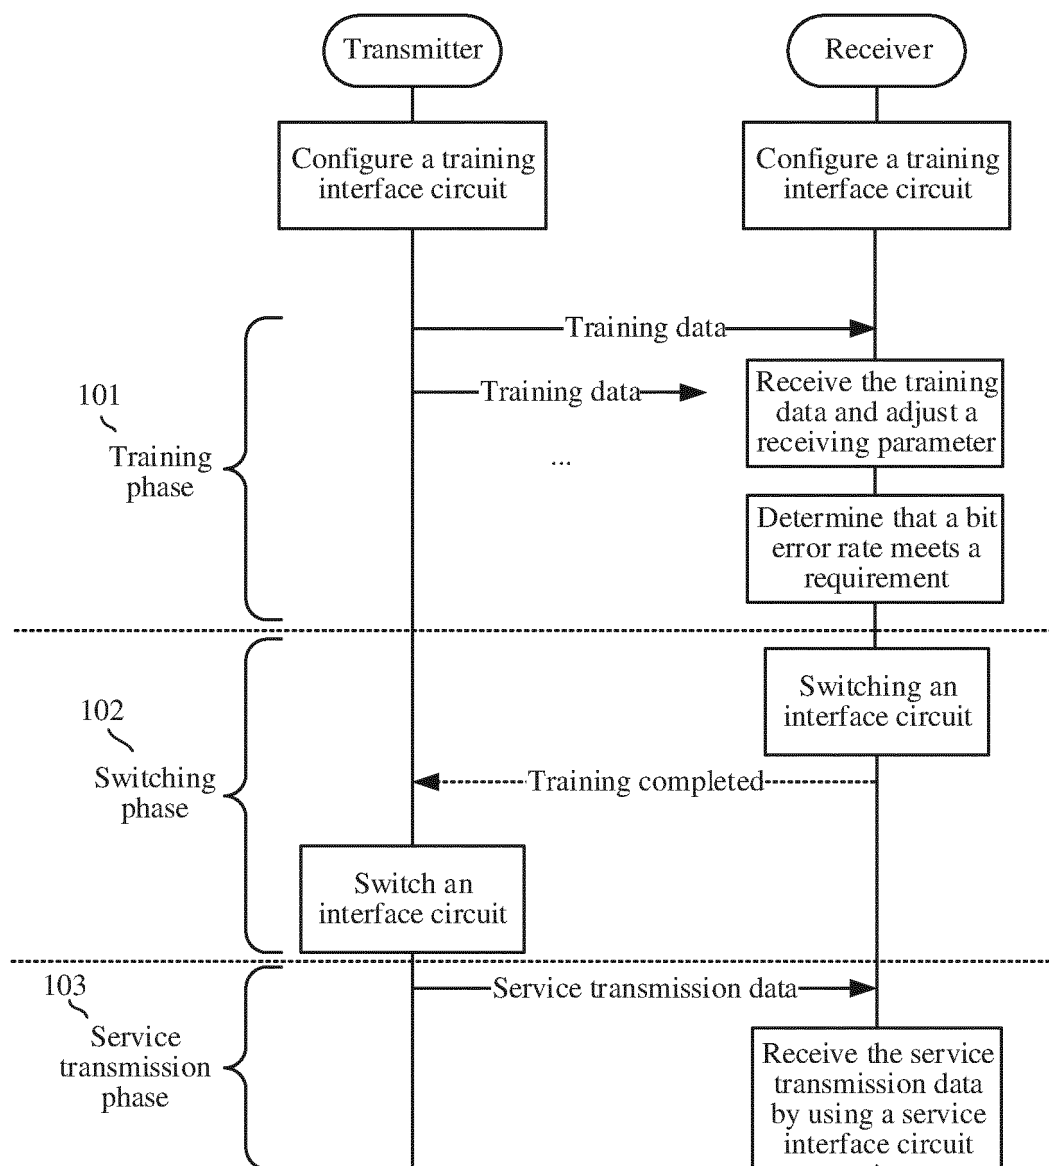 Transmitter
Receiver
Configure a training
interface circuit
Configure a training
interface circuit
Training data
101
Training
phase
Training data
...
Receive the training
data and adjust a
receiving parameter
Determine that a bit
error rate meets a
requirement
102
Switching
phase
Switching an
interface circuit
Training completed
Switch an
interface circuit
103
Service
transmission
phase
Service transmission data
Receive the service
transmission data
by using a service
interface circuit